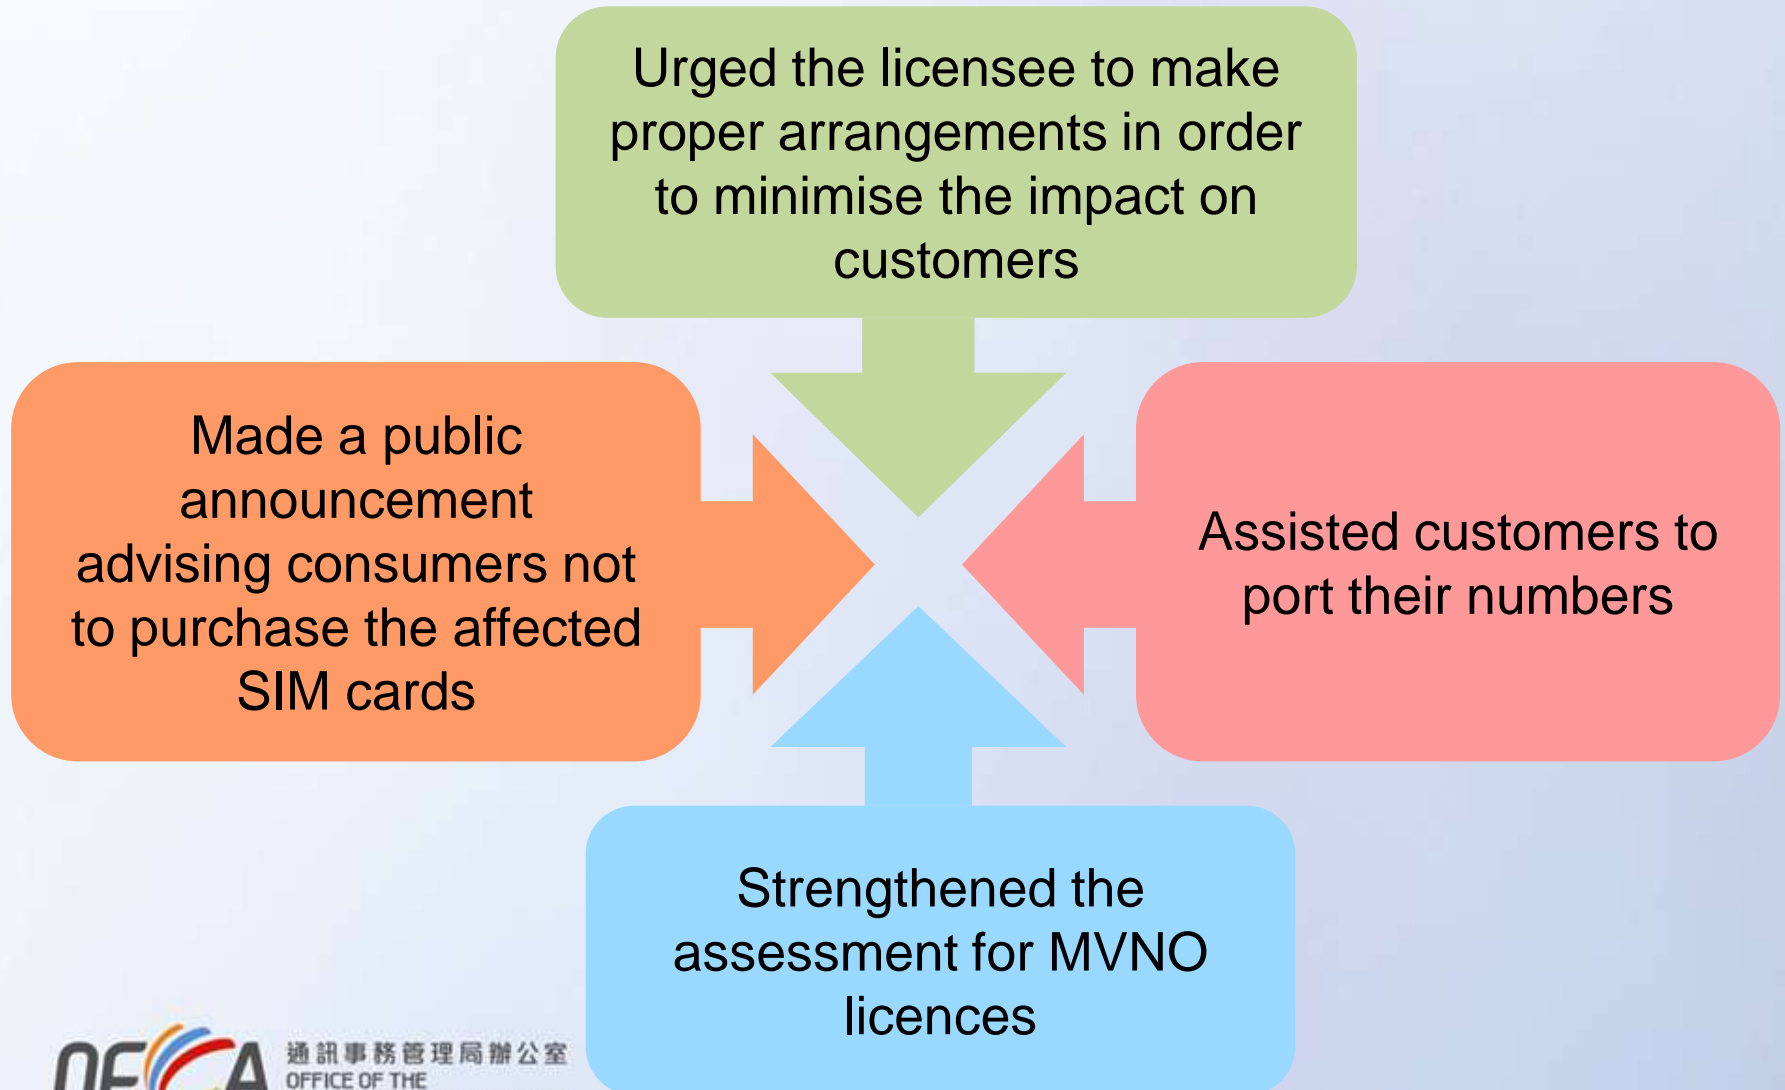 Urged the licensee to make
proper arrangements in order
to minimise the impact on
customers
Made a public
announcement
advising consumers not
to purchase the affected
SIM cards
Assisted customers to
port their numbers
Strengthened the
assessment for MVNO
licences
OFCA
通訊事務管理局辦公室
OFFICE OF THE